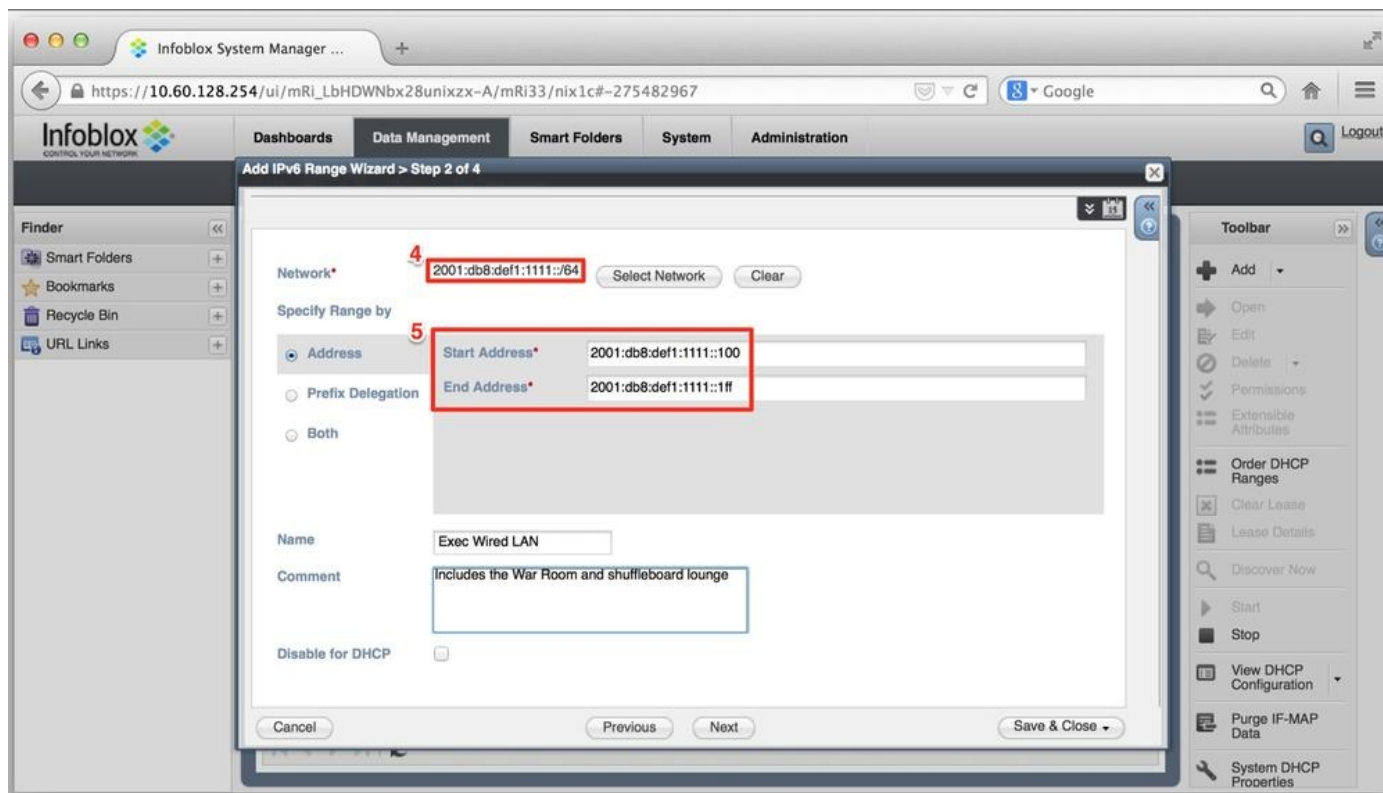 Infoblox System Manager ...
https://10.60.128.254/ui/mRi_LbHDWNbx28unixzx-A/mRi33/nix1c#-275482967
Google
Infoblox
CONTROL YOUR NETWORK
Dashboards
Data Management
Smart Folders
System
Administration
Logout
Add IPv6 Range Wizard > Step 2 of 4
Finder
Smart Folders
Bookmarks
Recycle Bin
URL Links
4
Network*
2001:db8:def1:1111::/64
Select Network
Clear
Specify Range by
5
Address
Start Address*
2001:db8:def1:1111::100
End Address*
2001:db8:def1:1111::1ff
Prefix Delegation
Both
Name
Exec Wired LAN
Comment
Includes the War Room and shuffleboard lounge
Disable for DHCP
Cancel
Previous
Next
Save & Close
Toolbar
Add
Open
Edit
Delete
Permissions
Extensible
Attributes
Order DHCP
Ranges
Clear Lease
Lease Details
Discover Now
Start
Stop
View DHCP
Configuration
Purge IF-MAP
Data
System DHCP
Properties